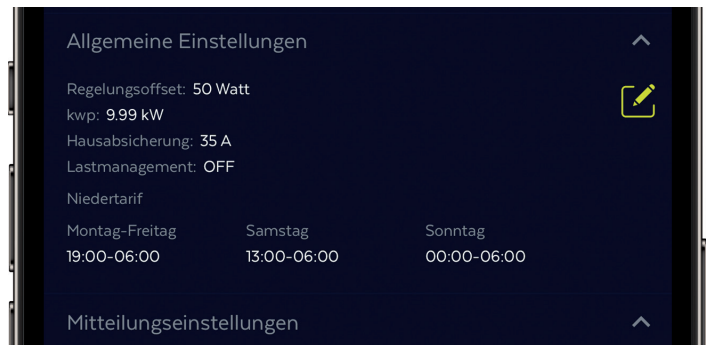 Allgemeine Einstellungen
Regelungsoffset: 50 Watt
kwp: 9.99 kW
Hausabsicherung: 35 A
Lastmanagement: OFF
Niedertarif
Montag-Freitag Samstag Sonntag
19:00-06:00 13:00-06:00 00:00-06:00
Mitteilungseinstellungen